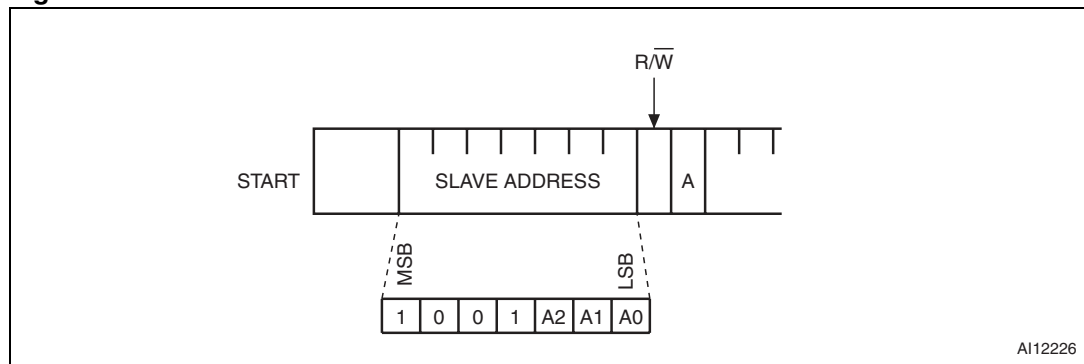 R/W̅
START
SLAVE ADDRESS
A
MSB
LSB
1 0 0 1 A2 A1 A0
AI12226